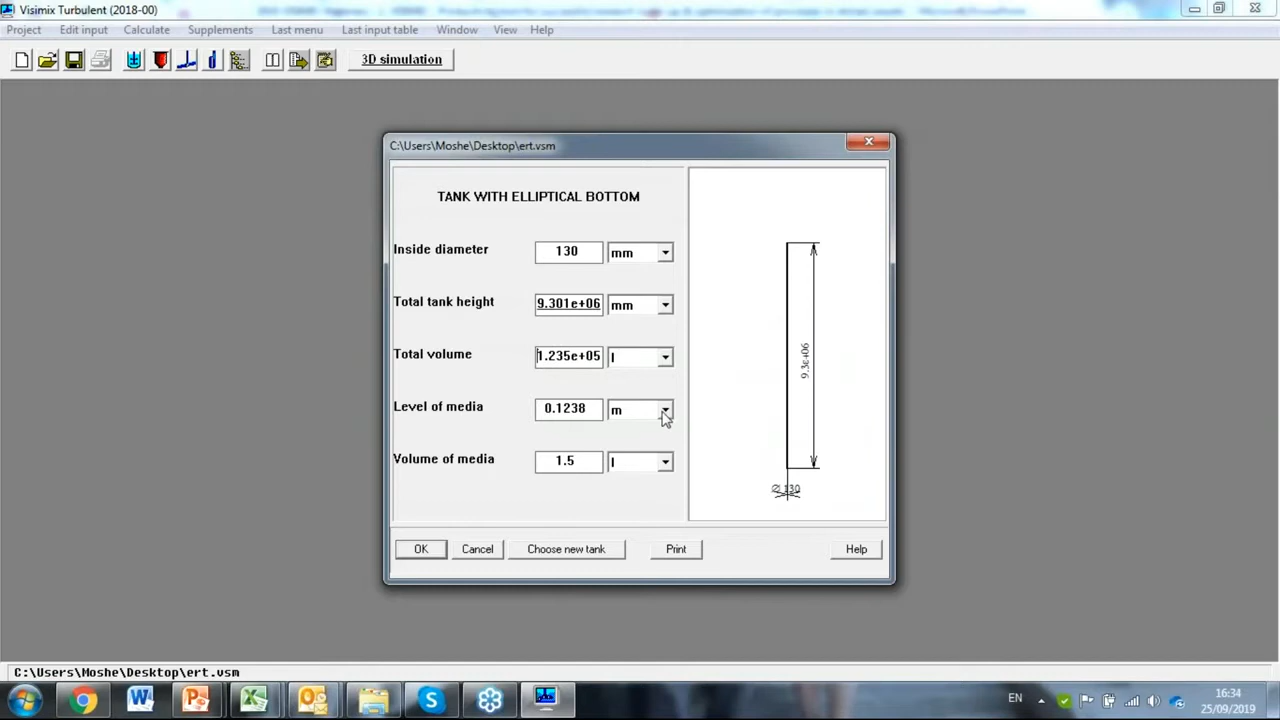 Visimix Turbulent (2018-00)
Project Edit input Calculate Supplements Last menu Last input table Window View Help
3D simulation
C:\Users\Moshe\Desktop\ert.vsm
TANK WITH ELLIPTICAL BOTTOM
Inside diameter 130 mm
Total tank height 9.301e+06 mm
Total volume 1.235e+05 l
Level of media 0.1238 m
Volume of media 1.5 l
9.3e+06
∅ 130
OK Cancel Choose new tank Print Help
C:\Users\Moshe\Desktop\ert.vsm
EN
16:34
25/09/2019